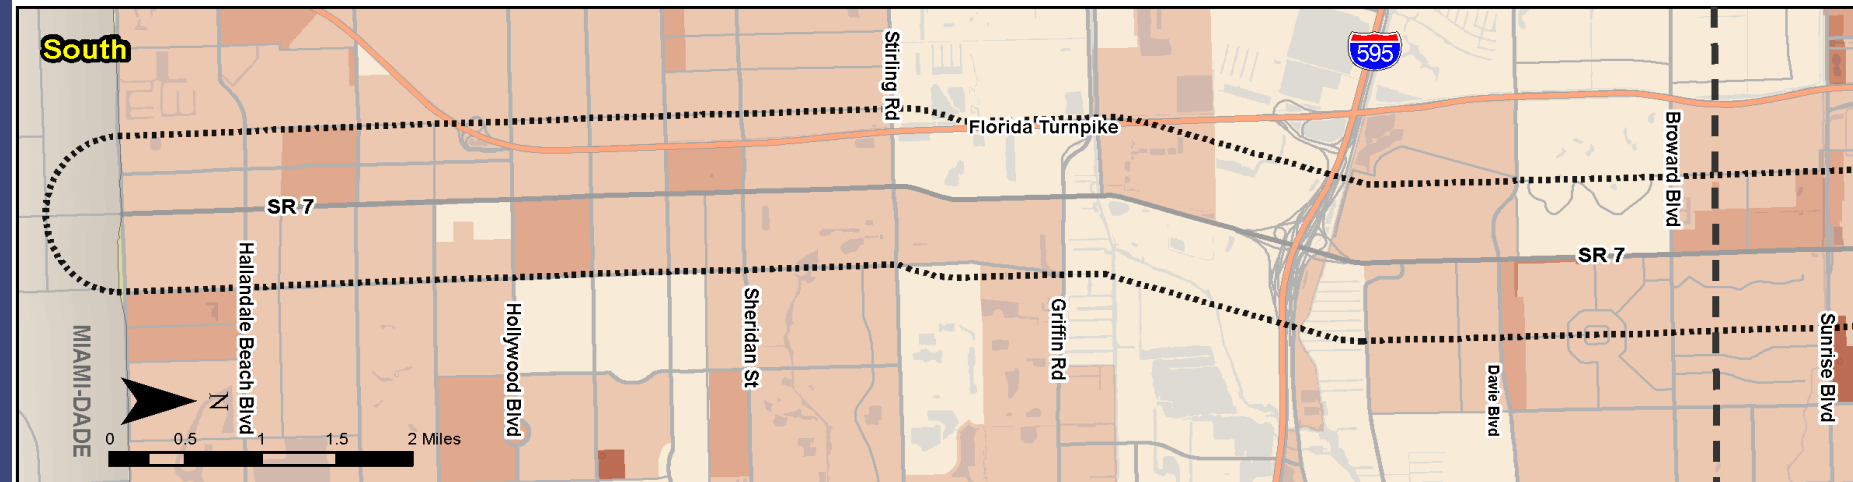 South
595
Stirling Rd
Florida Turnpike
Broward Blvd
SR 7
SR 7
Hallandale Beach Blvd
Hollywood Blvd
Sheridan St
Griffin Rd
Davie Blvd
Sunrise Blvd
MIAMI-DADE
N
0 0.5 1 1.5 2 Miles